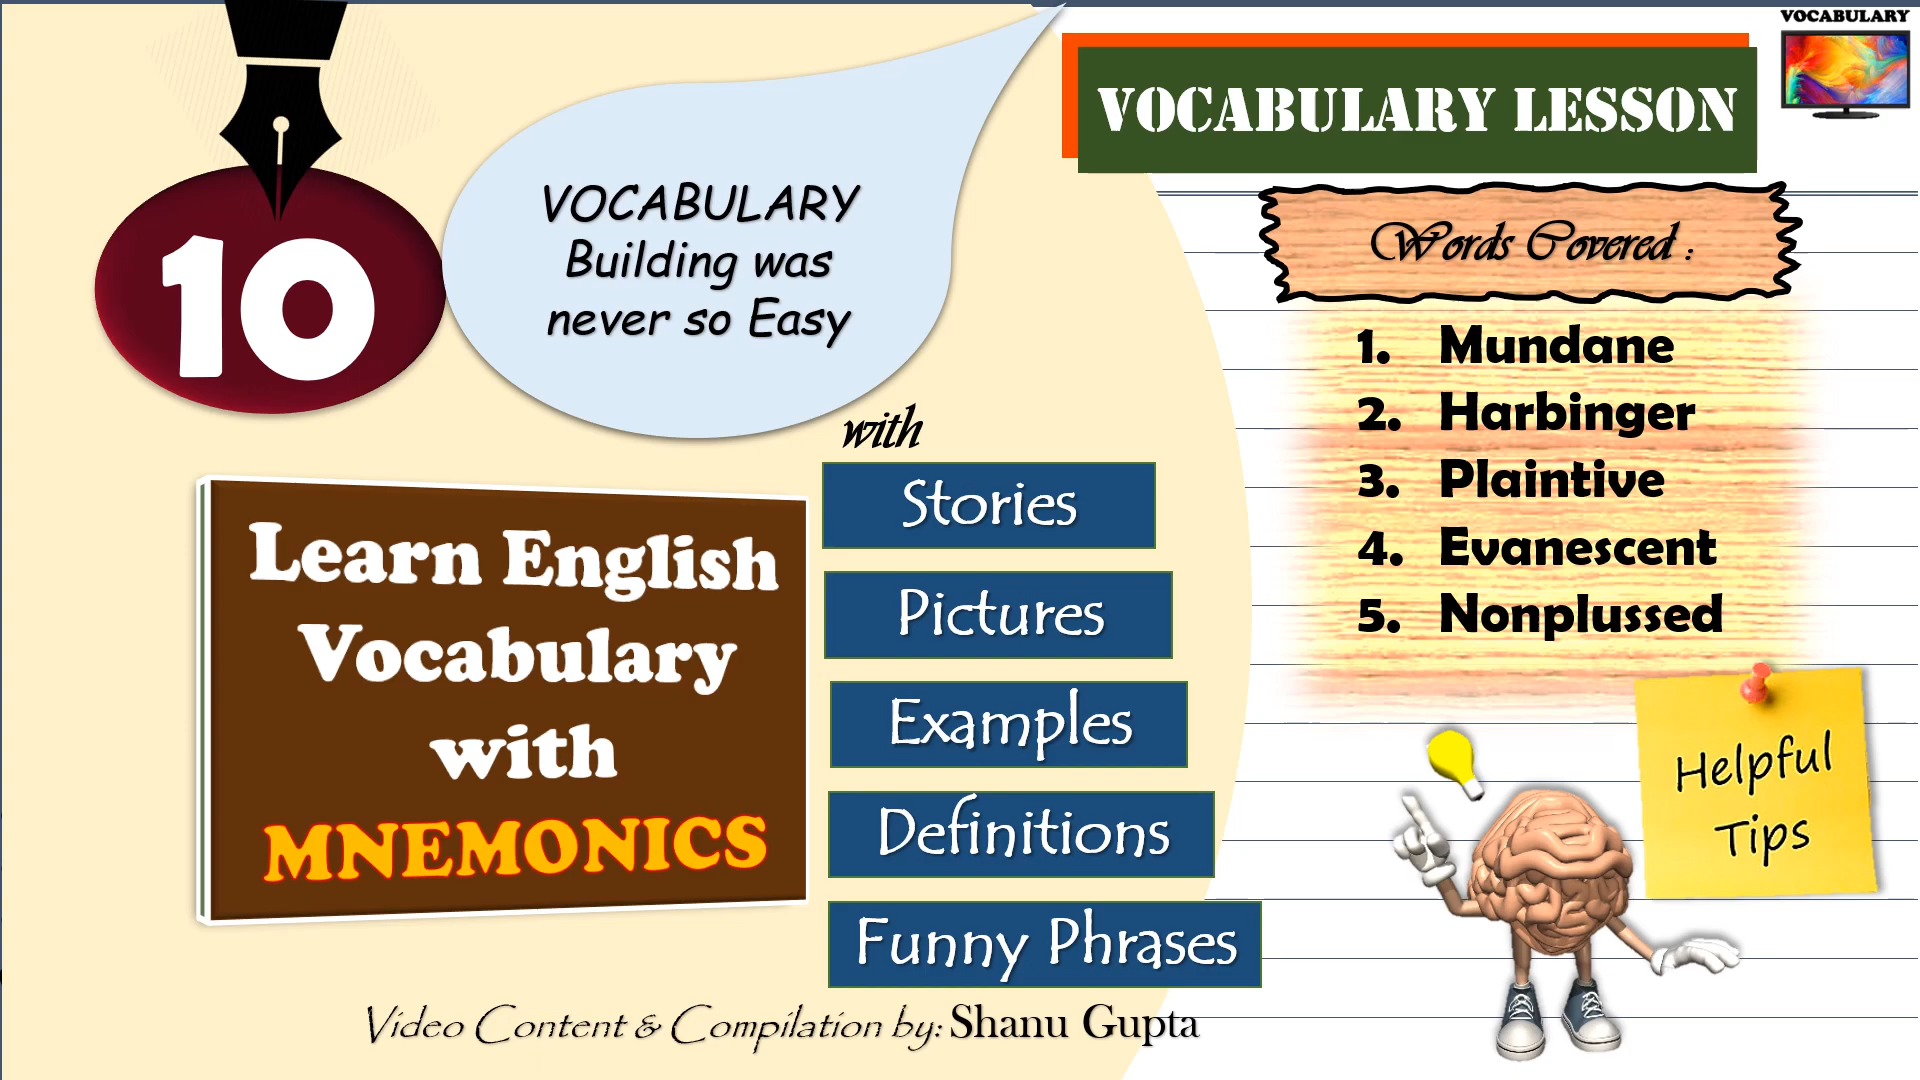 VOCABULARY
VOCABULARY LESSON
10
VOCABULARY
Building was
never so Easy
Words Covered :
1. Mundane
2. Harbinger
3. Plaintive
4. Evanescent
5. Nonplussed
with
Stories
Pictures
Examples
Definitions
Funny Phrases
Learn English
Vocabulary
with
MNEMONICS
Helpful
Tips
Video Content & Compilation by: Shanu Gupta